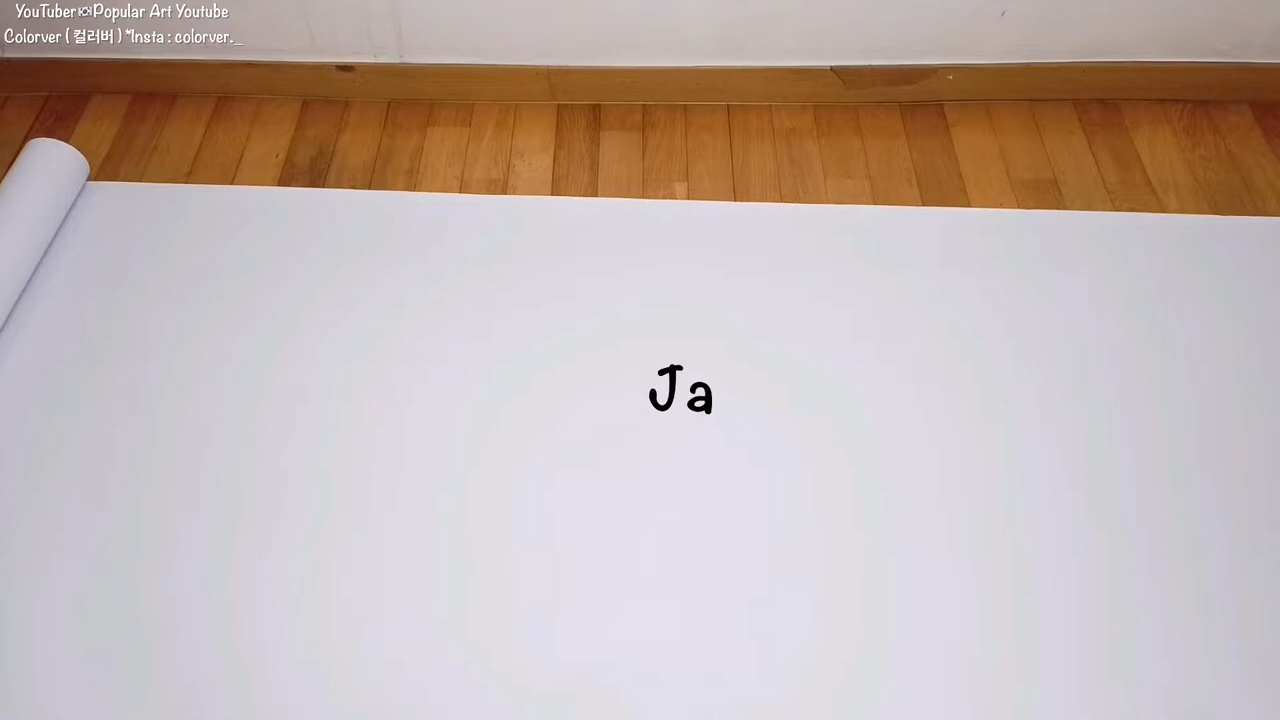 YouTuber🇰🇷Popular Art Youtube
Colorver ( 컬러버 ) *Insta : colorver._
Ja